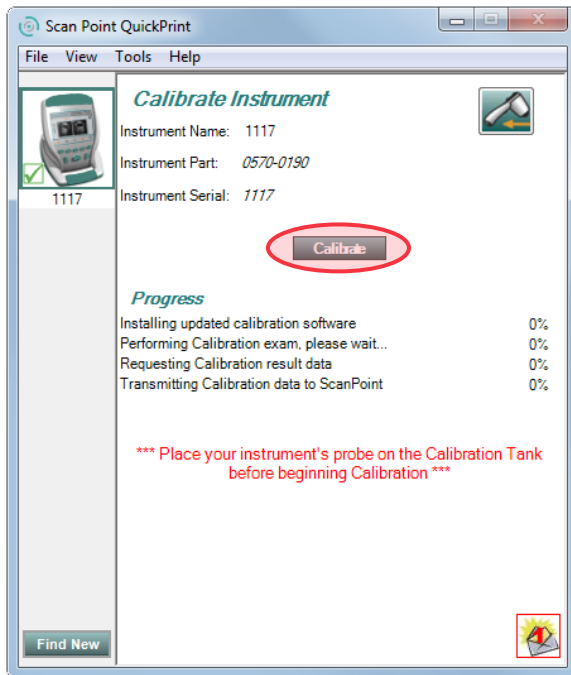 Scan Point QuickPrint
X
File View Tools Help
Calibrate Instrument
Instrument Name: 1117
Instrument Part: 0570-0190
1117
Instrument Serial: 1117
Calibrate
Progress
Installing updated calibration software 0%
Performing Calibration exam, please wait... 0%
Requesting Calibration result data 0%
Transmitting Calibration data to ScanPoint 0%
*** Place your instrument's probe on the Calibration Tank
before beginning Calibration ***
Find New